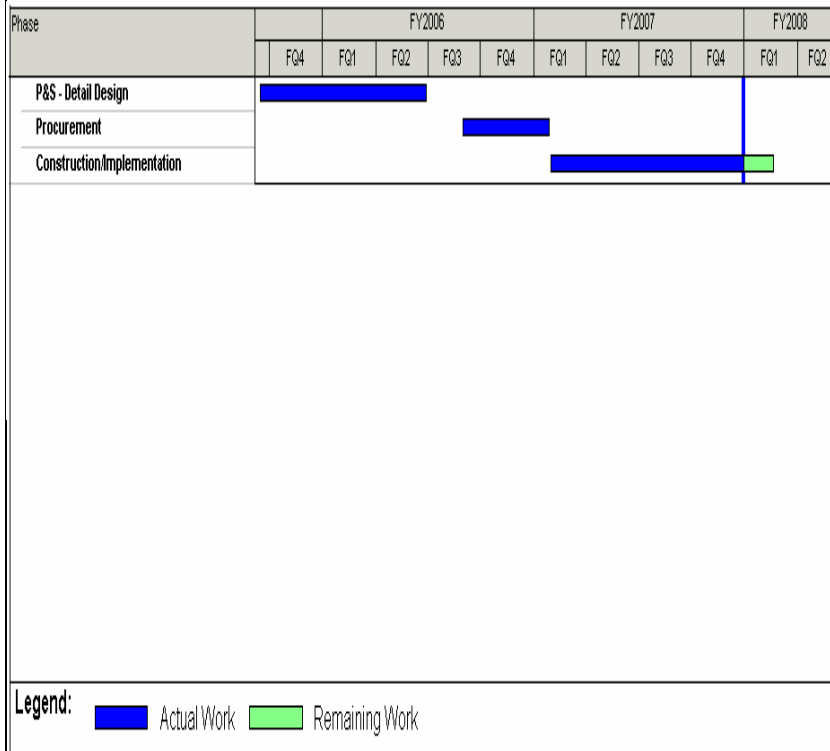 Phase
FY2006 FY2007 FY2008
FQ4 FQ1 FQ2 FQ3 FQ4 FQ1 FQ2 FQ3 FQ4 FQ1 FQ2
P&S - Detail Design
Procurement
Construction/Implementation
Legend: Actual Work Remaining Work